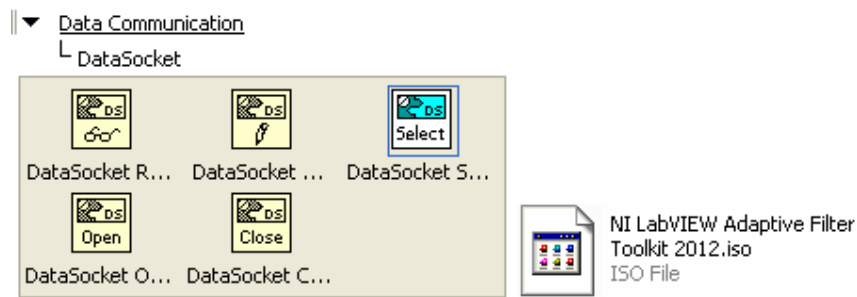 Data Communication
DataSocket
DS
DS
DS
Select
DataSocket R...
DataSocket ...
DataSocket S...
DS
Open
DS
Close
DataSocket O...
DataSocket C...
NI LabVIEW Adaptive Filter
Toolkit 2012.iso
ISO File